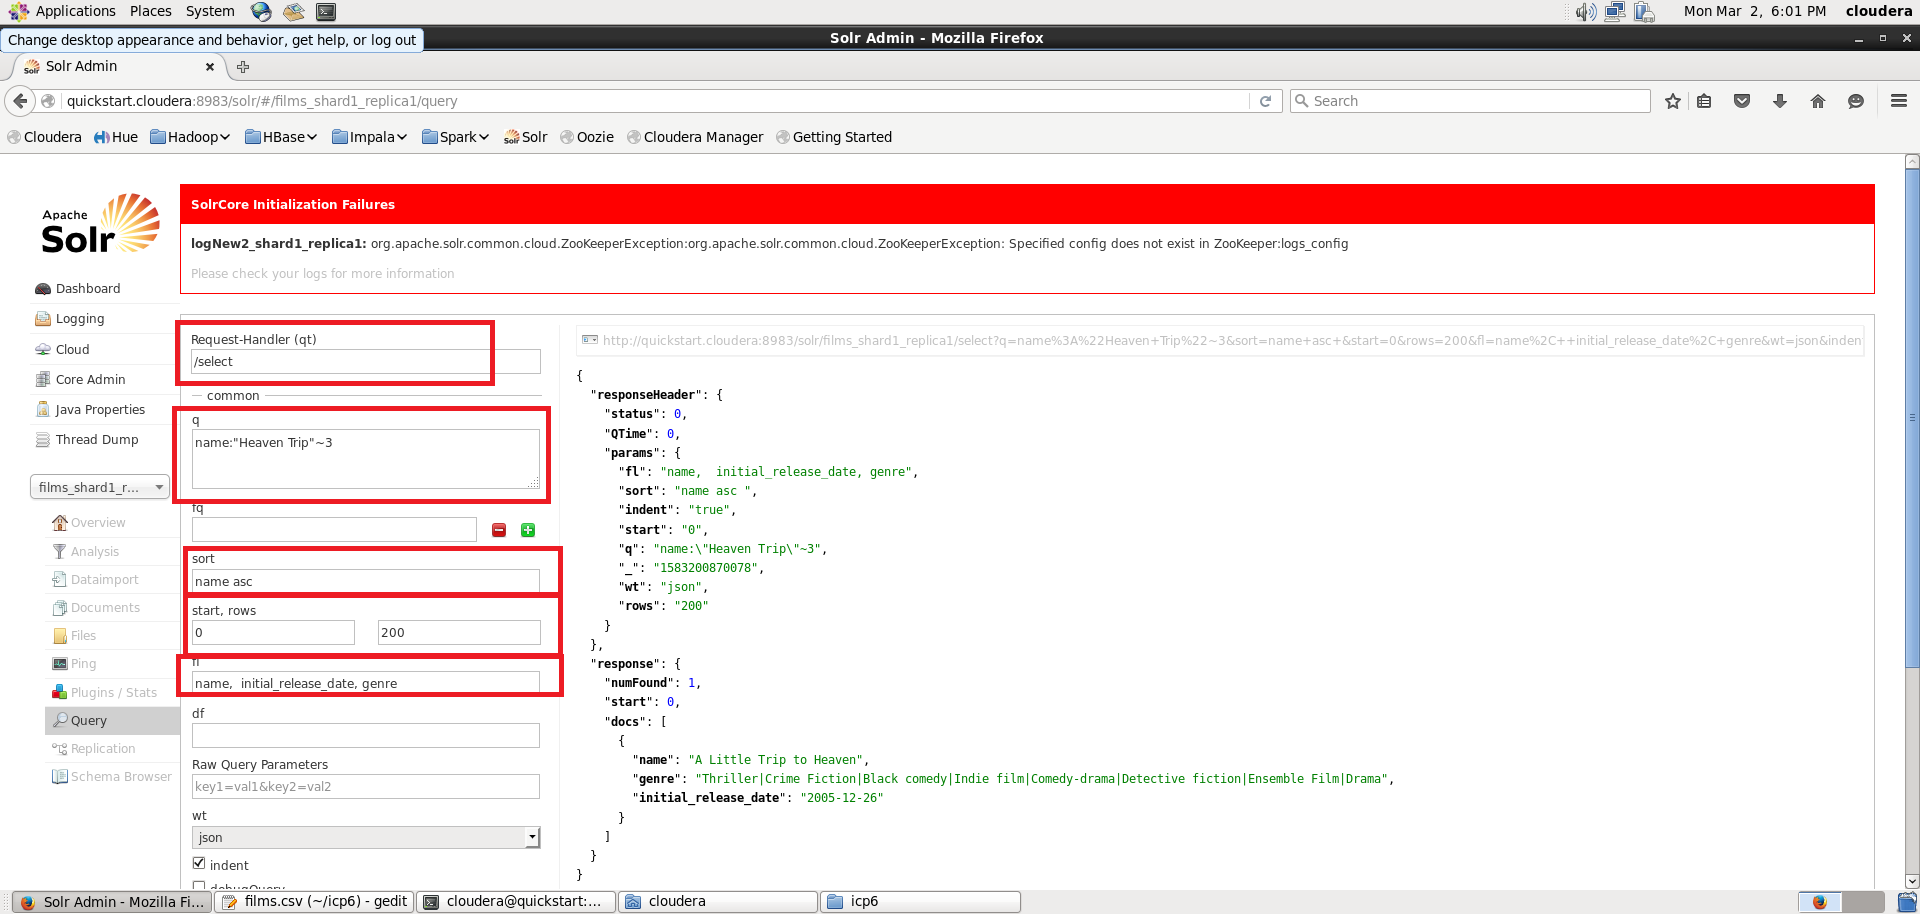 Applications Places System
Mon Mar 2, 6:01 PM cloudera
Change desktop appearance and behavior, get help, or log out
Solr Admin - Mozilla Firefox
Solr Admin
quickstart.cloudera:8983/solr/#/films_shard1_replica1/query
Search
Cloudera Hue Hadoop HBase Impala Spark Solr Oozie Cloudera Manager Getting Started
Apache
Solr
SolrCore Initialization Failures
logNew2_shard1_replica1: org.apache.solr.common.cloud.ZooKeeperException:org.apache.solr.common.cloud.ZooKeeperException: Specified config does not exist in ZooKeeper:logs_config
Please check your logs for more information
Dashboard
Logging
Cloud
Core Admin
Java Properties
Thread Dump
films_shard1_r...
Overview
Analysis
Dataimport
Documents
Files
Ping
Plugins / Stats
Query
Replication
Schema Browser
Request-Handler (qt)
/select
common
q
name:"Heaven Trip"~3
fq
sort
name asc
start, rows
0 200
fl
name,  initial_release_date, genre
df
Raw Query Parameters
key1=val1&key2=val2
wt
json
indent
debugQuery
http://quickstart.cloudera:8983/solr/films_shard1_replica1/select?q=name%3A%22Heaven+Trip%22~3&sort=name+asc+&start=0&rows=200&fl=name%2C++initial_release_date%2C+genre&wt=json&inden
{
"responseHeader": {
"status": 0,
"QTime": 0,
"params": {
"fl": "name,  initial_release_date, genre",
"sort": "name asc ",
"indent": "true",
"start": "0",
"q": "name:\"Heaven Trip\"~3",
"_": "1583200870078",
"wt": "json",
"rows": "200"
}
},
"response": {
"numFound": 1,
"start": 0,
"docs": [
{
"name": "A Little Trip to Heaven",
"genre": "Thriller|Crime Fiction|Black comedy|Indie film|Comedy-drama|Detective fiction|Ensemble Film|Drama",
"initial_release_date": "2005-12-26"
}
]
}
}
Solr Admin - Mozilla Fi... films.csv (~/icp6) - gedit cloudera@quickstart:... cloudera icp6